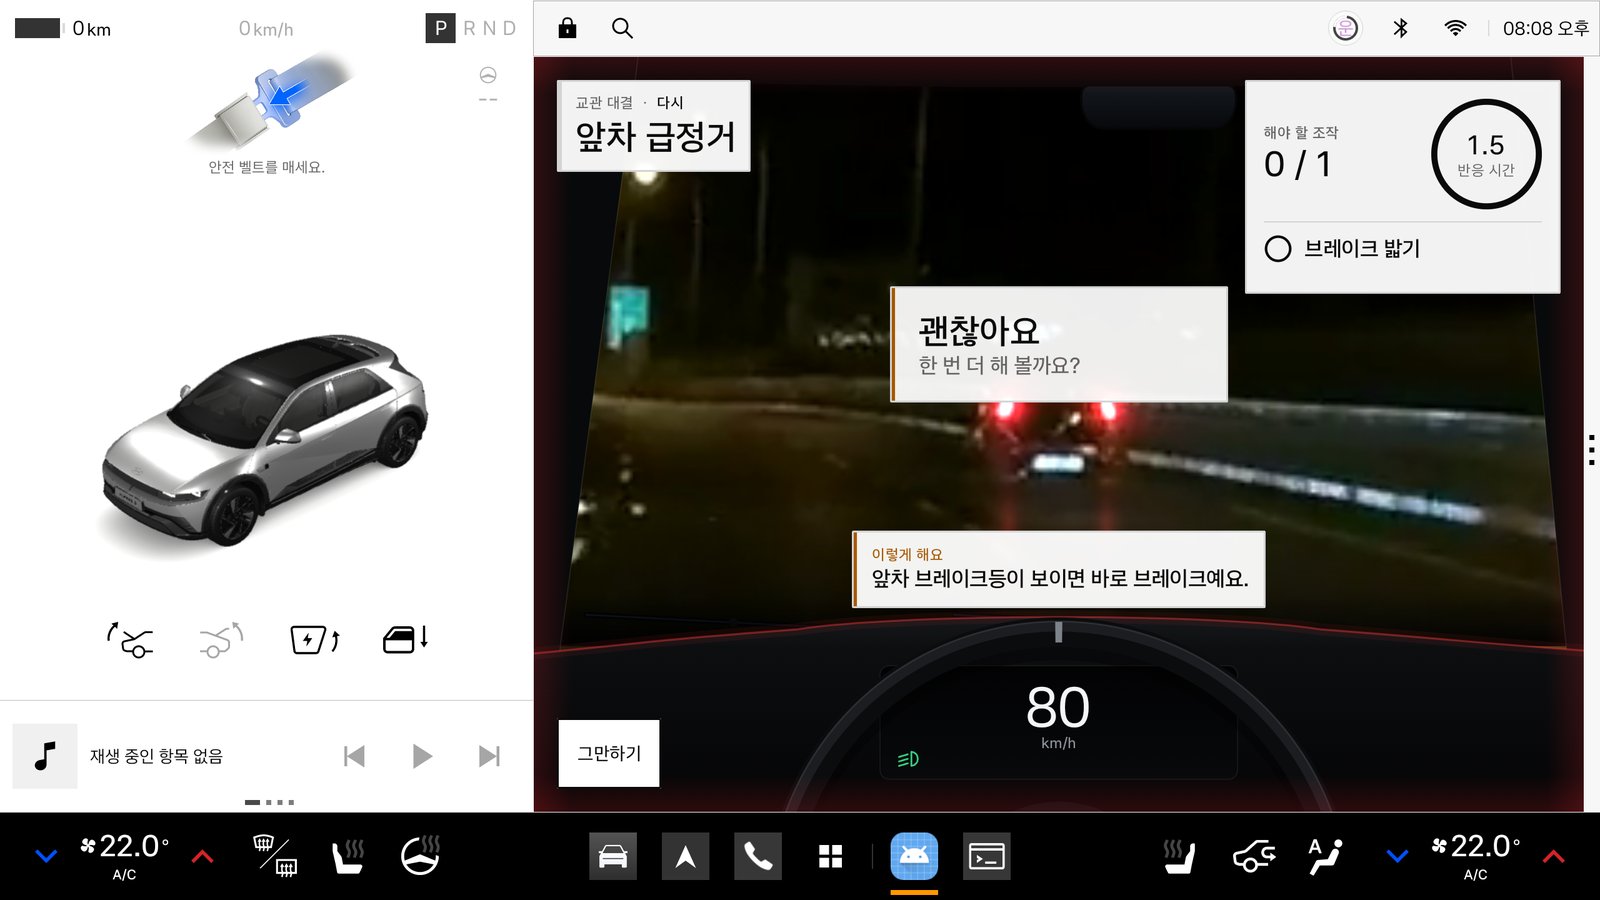 0 km
0 km/h
P R N D
안전 벨트를 매세요.
--
재생 중인 항목 없음
운
08:08 오후
교관 대결 · 다시
앞차 급정거
해야 할 조작
0 / 1
1.5
반응 시간
브레이크 밟기
괜찮아요
한 번 더 해 볼까요?
이렇게 해요
앞차 브레이크등이 보이면 바로 브레이크예요.
80
km/h
그만하기
22.0°
A/C
A
22.0°
A/C